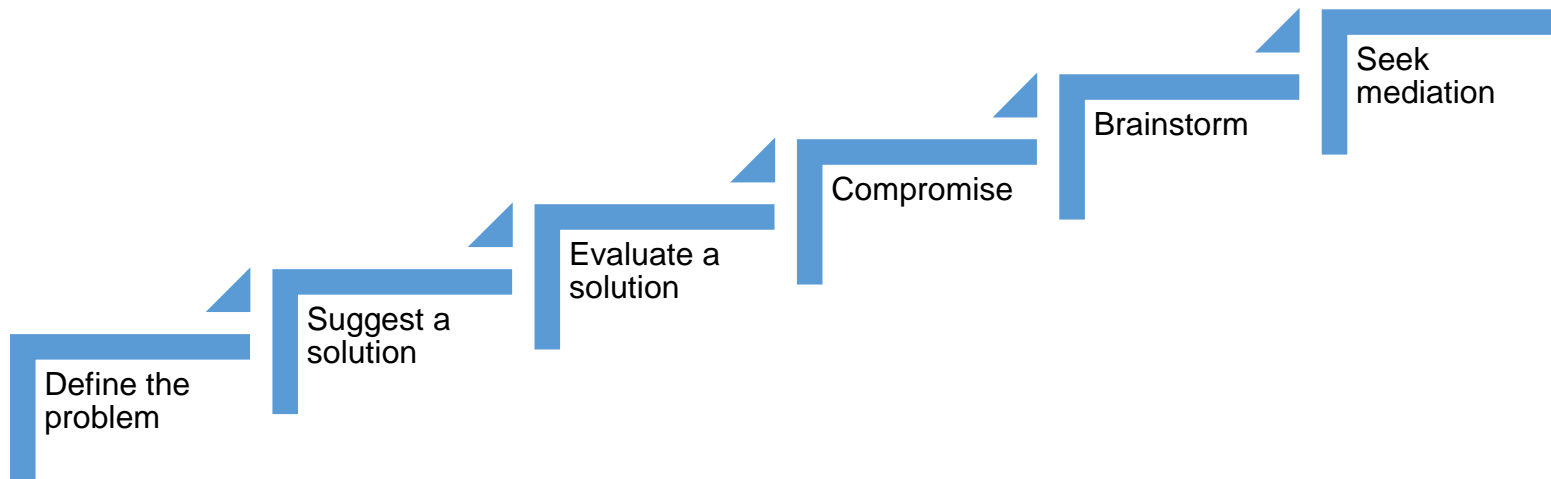 Define the
problem
Suggest a
solution
Evaluate a
solution
Compromise
Brainstorm
Seek
mediation